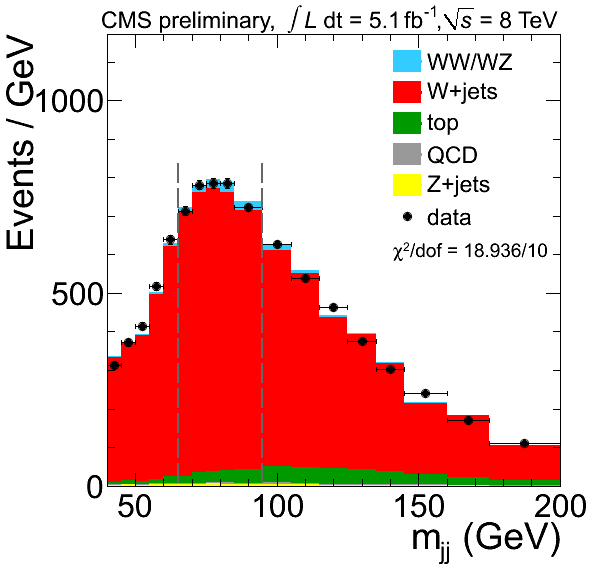 CMS preliminary, ∫ L dt = 5.1 fb⁻¹, √s = 8 TeV
Events / GeV
1000
500
0
WW/WZ
W+jets
top
QCD
Z+jets
data
χ²/dof = 18.936/10
50 100 150 200
m_jj (GeV)